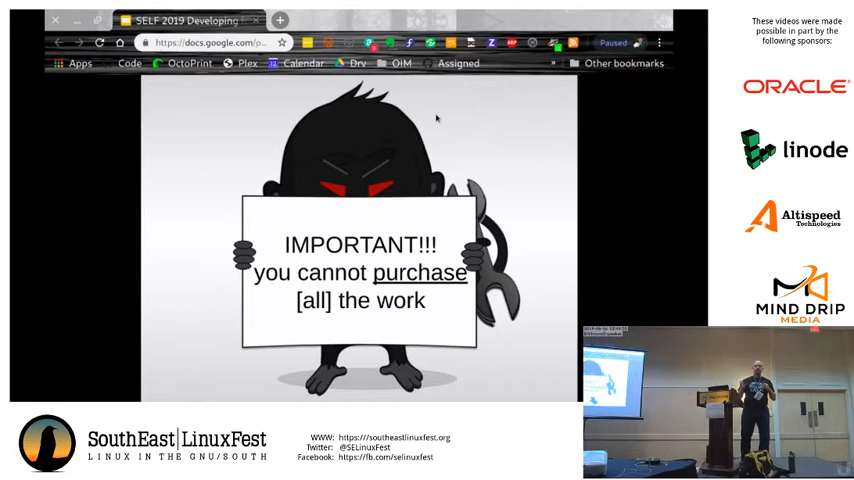 SELF 2019 Developing
https://docs.google.com/p...
Paused
Apps
Code
OctoPrint
Plex
Calendar
Drv
OIM
Assigned
»
Other bookmarks
IMPORTANT!!!
you cannot purchase
[all] the work
These videos were made
possible in part by the
following sponsors:
ORACLE
linode
Altispeed
Technologies
MIND DRIP
MEDIA
SouthEast|LinuxFest
LINUX IN THE GNU/SOUTH
WWW: https://southeastlinuxfest.org
Twitter: @SELinuxFest
Facebook: https://fb.com/selinuxfest